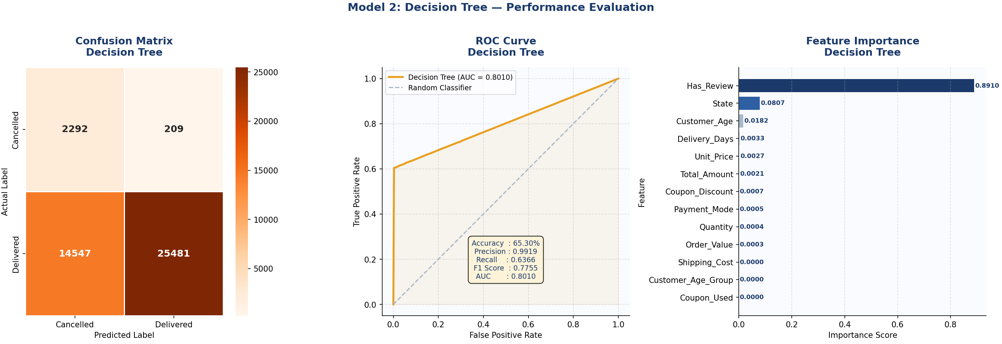 Model 2: Decision Tree — Performance Evaluation
Confusion Matrix
Decision Tree
Actual Label
Cancelled
Delivered
2292
209
14547
25481
Cancelled
Delivered
Predicted Label
25000
20000
15000
10000
5000
ROC Curve
Decision Tree
True Positive Rate
1.0
0.8
0.6
0.4
0.2
0.0
Decision Tree (AUC = 0.8010)
Random Classifier
Accuracy : 65.30%
Precision : 0.9919
Recall : 0.6366
F1 Score : 0.7755
AUC : 0.8010
0.0 0.2 0.4 0.6 0.8 1.0
False Positive Rate
Feature Importance
Decision Tree
Feature
Has_Review 0.8910
State 0.0807
Customer_Age 0.0182
Delivery_Days 0.0033
Unit_Price 0.0027
Total_Amount 0.0021
Coupon_Discount 0.0007
Payment_Mode 0.0005
Quantity 0.0004
Order_Value 0.0003
Shipping_Cost 0.0000
Customer_Age_Group 0.0000
Coupon_Used 0.0000
0.0 0.2 0.4 0.6 0.8
Importance Score